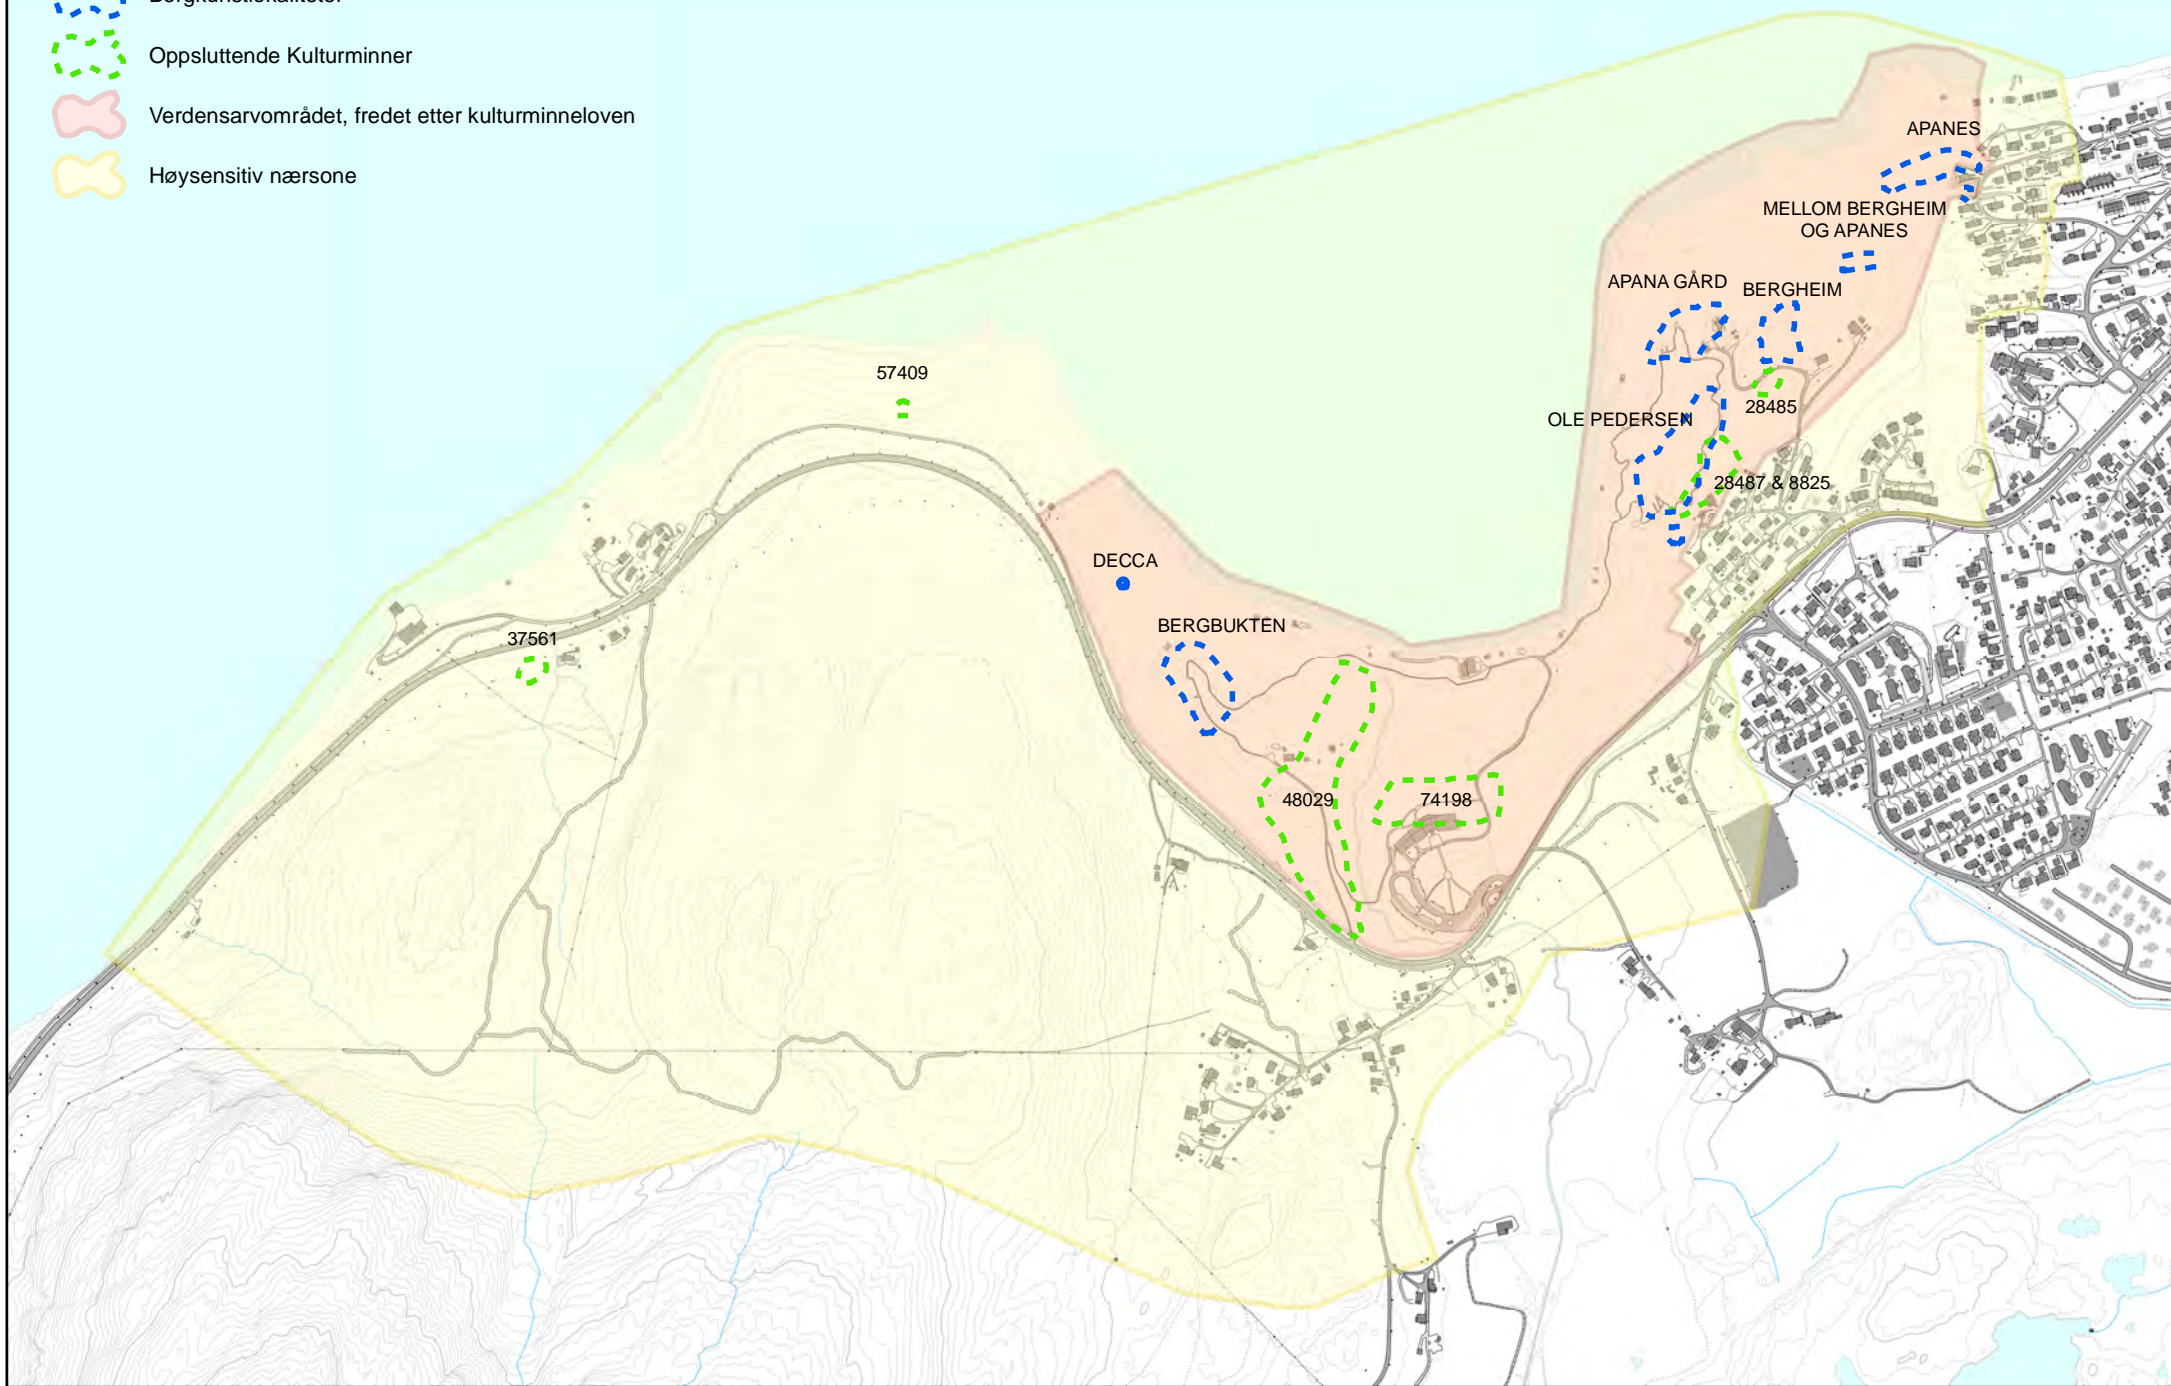 Bergkunstlokaliteter
Oppsluttende Kulturminner
Verdensarvområdet, fredet etter kulturminneloven
Høysensitiv nærsone
APANES
MELLOM BERGHEIM
OG APANES
APANA GÅRD
BERGHEIM
57409
28485
OLE PEDERSEN
28487 & 8825
DECCA
BERGBUKTEN
37561
48029
74198